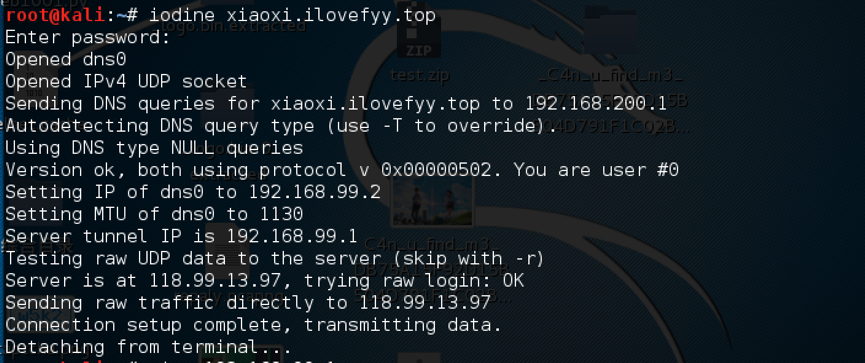 root@kali:~# iodine xiaoxi.ilovefyy.top
Enter password:
Opened dns0
Opened IPv4 UDP socket
Sending DNS queries for xiaoxi.ilovefyy.top to 192.168.200.1
Autodetecting DNS query type (use -T to override).
Using DNS type NULL queries
Version ok, both using protocol v 0x00000502. You are user #0
Setting IP of dns0 to 192.168.99.2
Setting MTU of dns0 to 1130
Server tunnel IP is 192.168.99.1
Testing raw UDP data to the server (skip with -r)
Server is at 118.99.13.97, trying raw login: OK
Sending raw traffic directly to 118.99.13.97
Connection setup complete, transmitting data.
Detaching from terminal...
ZIP
test.zip
_C4n_u_find_m3_
C4n_u_find_m3_